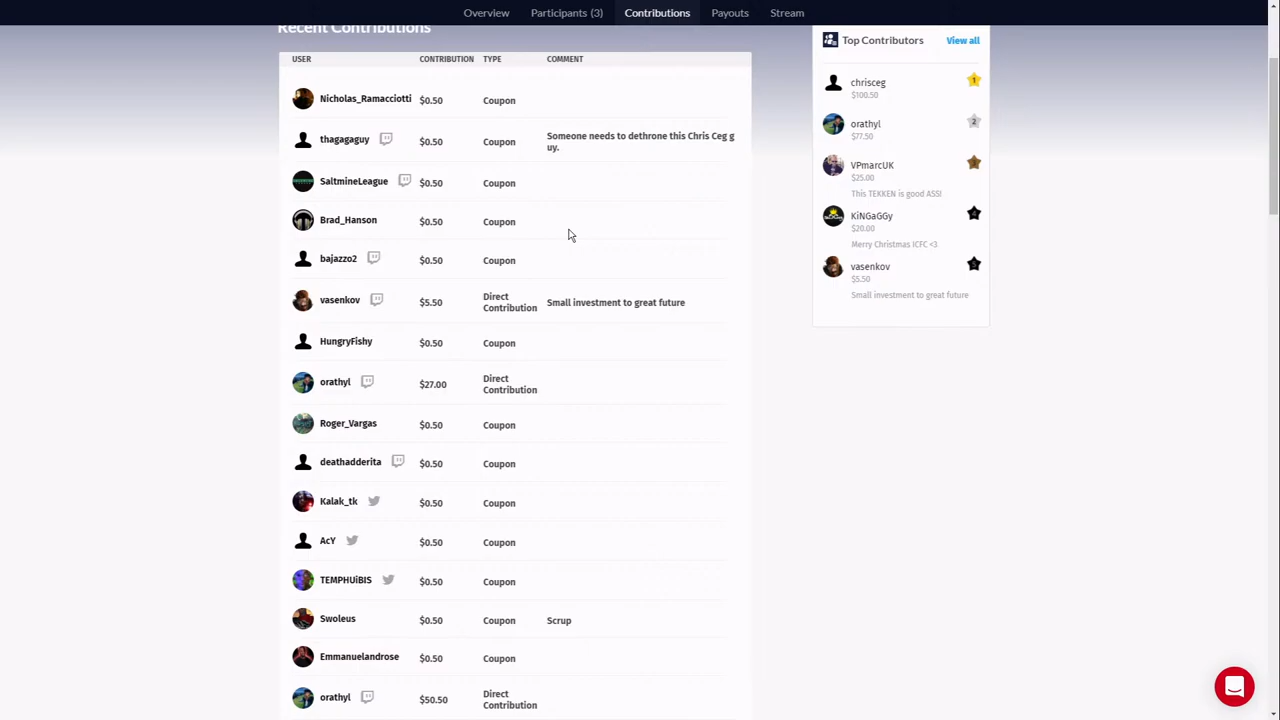 Overview Participants (3) Contributions Payouts Stream
Recent Contributions
USER CONTRIBUTION TYPE COMMENT
Nicholas_Ramacciotti $0.50 Coupon
thagagaguy $0.50 Coupon Someone needs to dethrone this Chris Ceg g
uy.
SaltmineLeague $0.50 Coupon
Brad_Hanson $0.50 Coupon
bajazzo2 $0.50 Coupon
vasenkov $5.50 Direct
Contribution Small investment to great future
HungryFishy $0.50 Coupon
orathyl $27.00 Direct
Contribution
Roger_Vargas $0.50 Coupon
deathadderita $0.50 Coupon
Kalak_tk $0.50 Coupon
AcY $0.50 Coupon
TEMPHUiBIS $0.50 Coupon
Swoleus $0.50 Coupon Scrup
Emmanuelandrose $0.50 Coupon
orathyl $50.50 Direct
Contribution
Top Contributors View all
chrisceg 1
$100.50
orathyl 2
$77.50
VPmarcUK
$25.00
This TEKKEN is good ASS!
KiNGaGGy
$20.00
Merry Christmas ICFC <3
vasenkov
$5.50
Small investment to great future